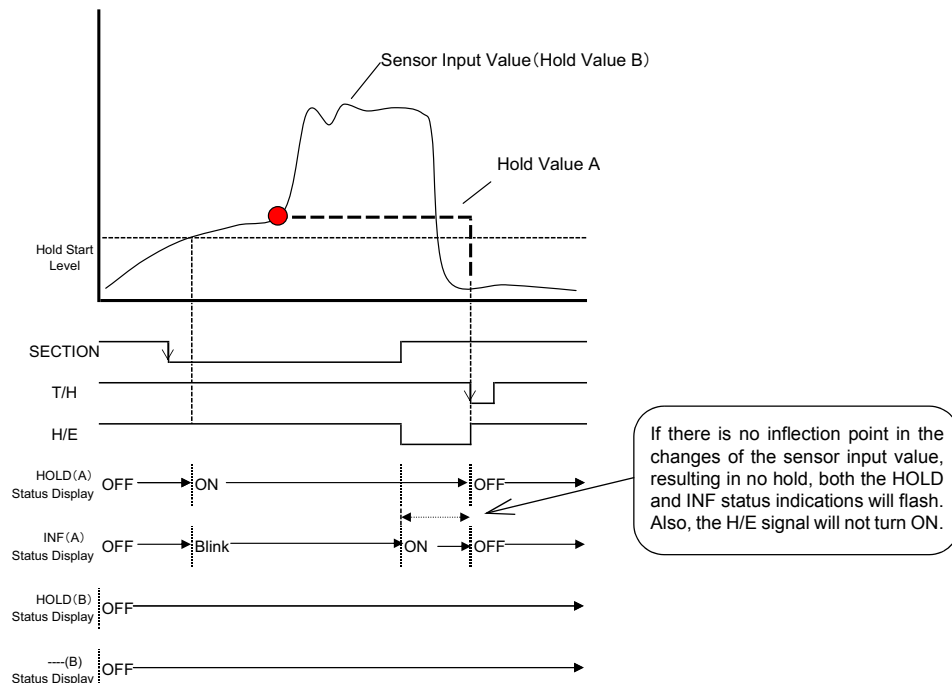 Sensor Input Value（Hold Value B）
Hold Value A
Hold Start
Level
SECTION
T/H
H/E
If there is no inflection point in the
changes of the sensor input value,
resulting in no hold, both the HOLD
and INF status indications will flash.
Also, the H/E signal will not turn ON.
HOLD(A)
Status Display
OFF ON OFF
INF(A)
Status Display
OFF Blink ON OFF
HOLD(B)
Status Display
OFF
----(B)
Status Display
OFF